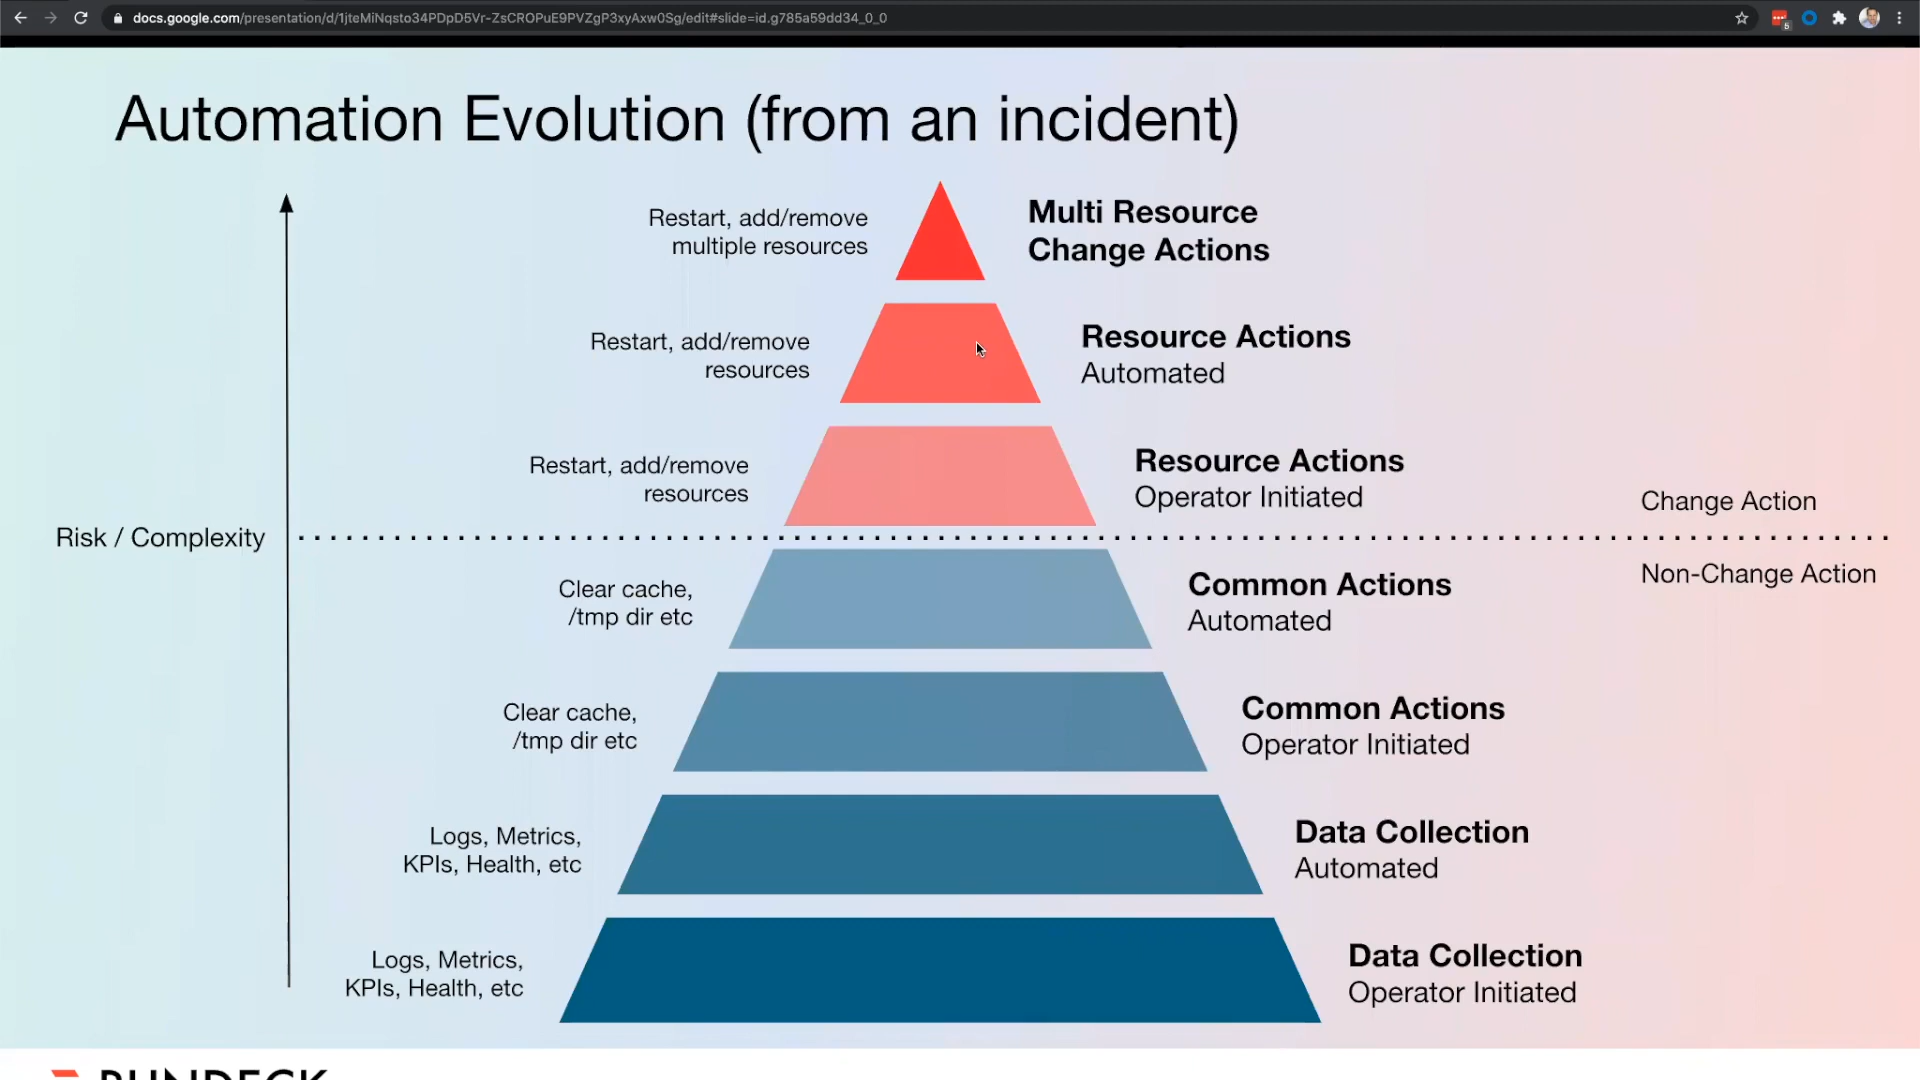 docs.google.com/presentation/d/1jteMiNqsto34PDpD5Vr-ZsCROPuE9PVZgP3xyAxw0Sg/edit#slide=id.g785a59dd34_0_0
6
Automation Evolution (from an incident)
Restart, add/remove
multiple resources
Multi Resource
Change Actions
Restart, add/remove
resources
Resource Actions
Automated
Restart, add/remove
resources
Resource Actions
Operator Initiated
Change Action
Risk / Complexity
Non-Change Action
Clear cache,
/tmp dir etc
Common Actions
Automated
Clear cache,
/tmp dir etc
Common Actions
Operator Initiated
Logs, Metrics,
KPIs, Health, etc
Data Collection
Automated
Logs, Metrics,
KPIs, Health, etc
Data Collection
Operator Initiated
RUNDECK